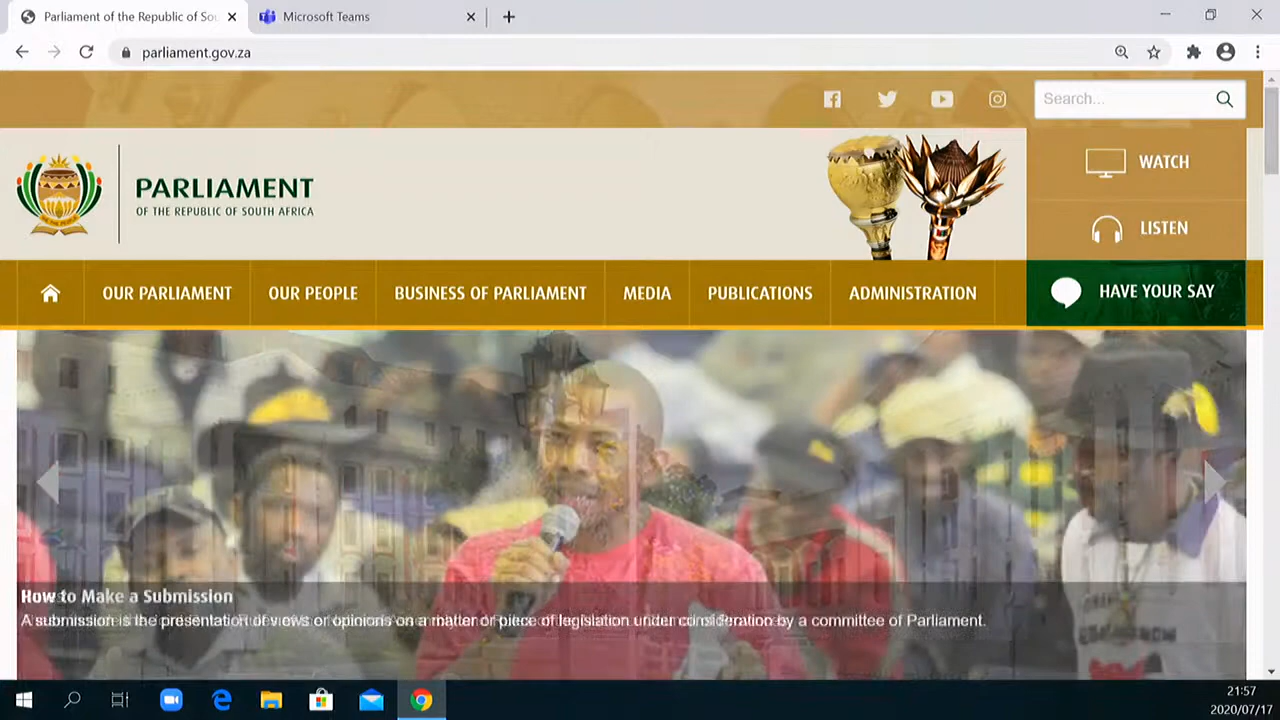 Parliament of the Republic of Sou
Microsoft Teams
parliament.gov.za
Search...
WATCH
PARLIAMENT
OF THE REPUBLIC OF SOUTH AFRICA
LISTEN
OUR PARLIAMENT
OUR PEOPLE
BUSINESS OF PARLIAMENT
MEDIA
PUBLICATIONS
ADMINISTRATION
HAVE YOUR SAY
How to Make a Submission
A submission is the presentation of views or opinions on a matter or piece of legislation under consideration by a committee of Parliament.
21:57
2020/07/17